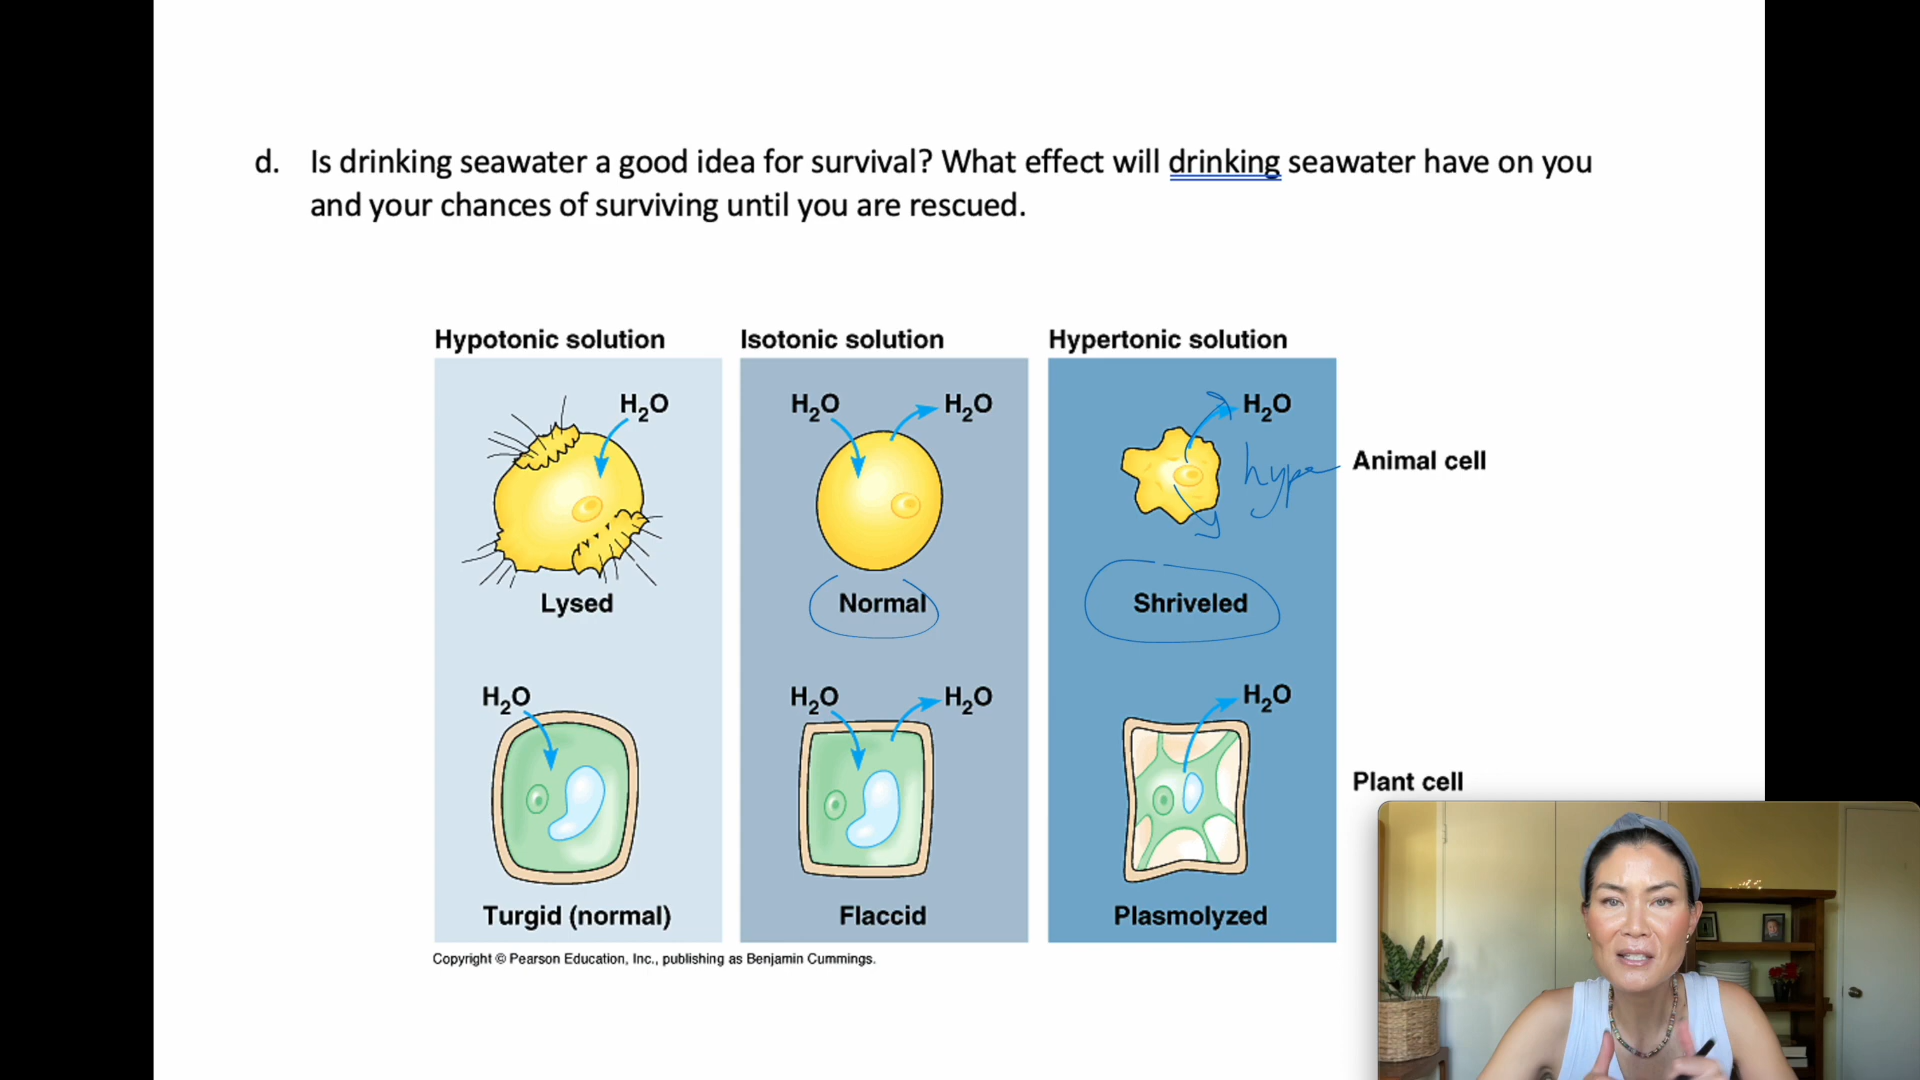 d. Is drinking seawater a good idea for survival? What effect will drinking seawater have on you
and your chances of surviving until you are rescued.
Hypotonic solution Isotonic solution Hypertonic solution
H₂O H₂O H₂O H₂O
hype Animal cell
Lysed Normal Shriveled
H₂O H₂O H₂O H₂O
Plant cell
Turgid (normal) Flaccid Plasmolyzed
Copyright © Pearson Education, Inc., publishing as Benjamin Cummings.